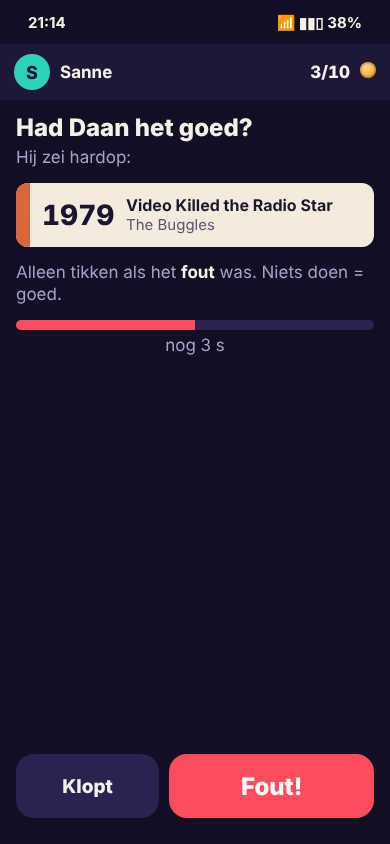 21:14
38%
S
Sanne
3/10
Had Daan het goed?
Hij zei hardop:
1979
Video Killed the Radio Star
The Buggles
Alleen tikken als het fout was. Niets doen =
goed.
nog 3 s
Klopt
Fout!